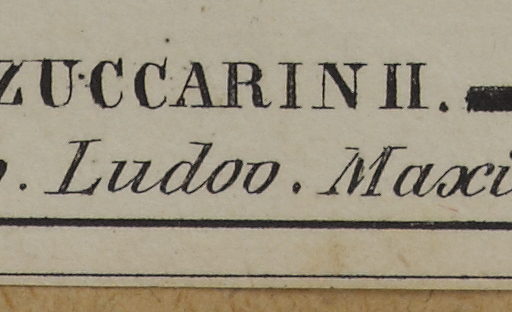 ZUCCARINII.
. Ludov. Maxi